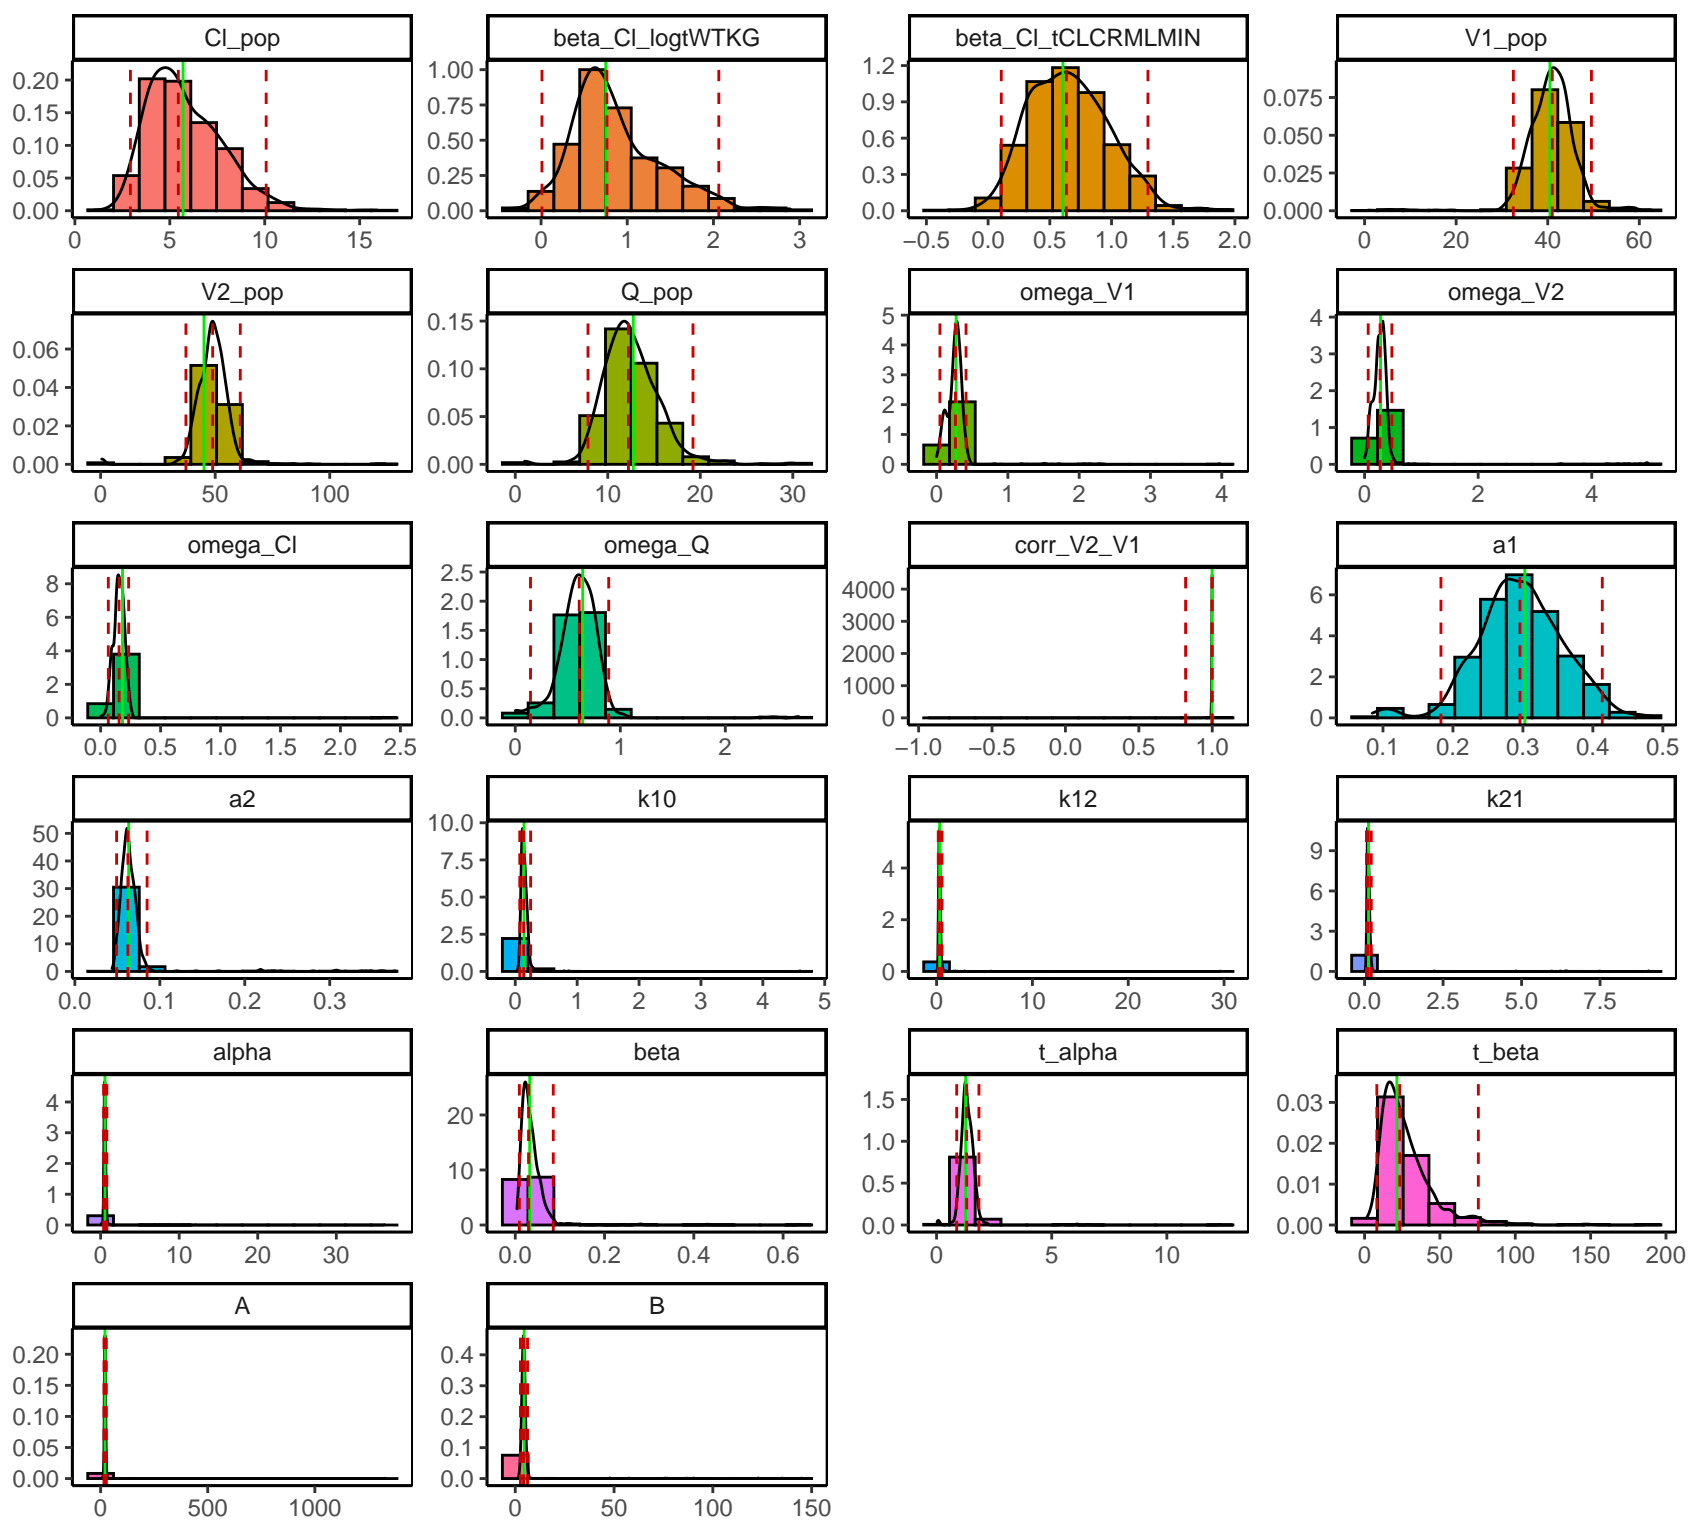 Cl_pop beta_Cl_logtWTKG beta_Cl_tCLCRMLMIN V1_pop
0.20 0.15 0.10 0.05 0.00
1.00 0.75 0.50 0.25 0.00
1.2 0.9 0.6 0.3 0.0
0.075 0.050 0.025 0.000
0 5 10 15
0 1 2 3
−0.5 0.0 0.5 1.0 1.5 2.0
0 20 40 60
V2_pop Q_pop omega_V1 omega_V2
0.06 0.04 0.02 0.00
0.15 0.10 0.05 0.00
5 4 3 2 1 0
4 3 2 1 0
0 50 100
0 10 20 30
0 1 2 3 4
0 2 4
omega_Cl omega_Q corr_V2_V1 a1
8 6 4 2 0
2.5 2.0 1.5 1.0 0.5 0.0
4000 3000 2000 1000 0
6 4 2 0
0.0 0.5 1.0 1.5 2.0 2.5
0 1 2
−1.0 −0.5 0.0 0.5 1.0
0.1 0.2 0.3 0.4 0.5
a2 k10 k12 k21
50 40 30 20 10 0
10.0 7.5 5.0 2.5 0.0
4 2 0
9 6 3 0
0.0 0.1 0.2 0.3
0 1 2 3 4 5
0 10 20 30
0.0 2.5 5.0 7.5
alpha beta t_alpha t_beta
4 3 2 1 0
20 10 0
1.5 1.0 0.5 0.0
0.03 0.02 0.01 0.00
0 10 20 30
0.0 0.2 0.4 0.6
0 5 10
0 50 100 150 200
A B
0.20 0.15 0.10 0.05 0.00
0.4 0.3 0.2 0.1 0.0
0 500 1000
0 50 100 150